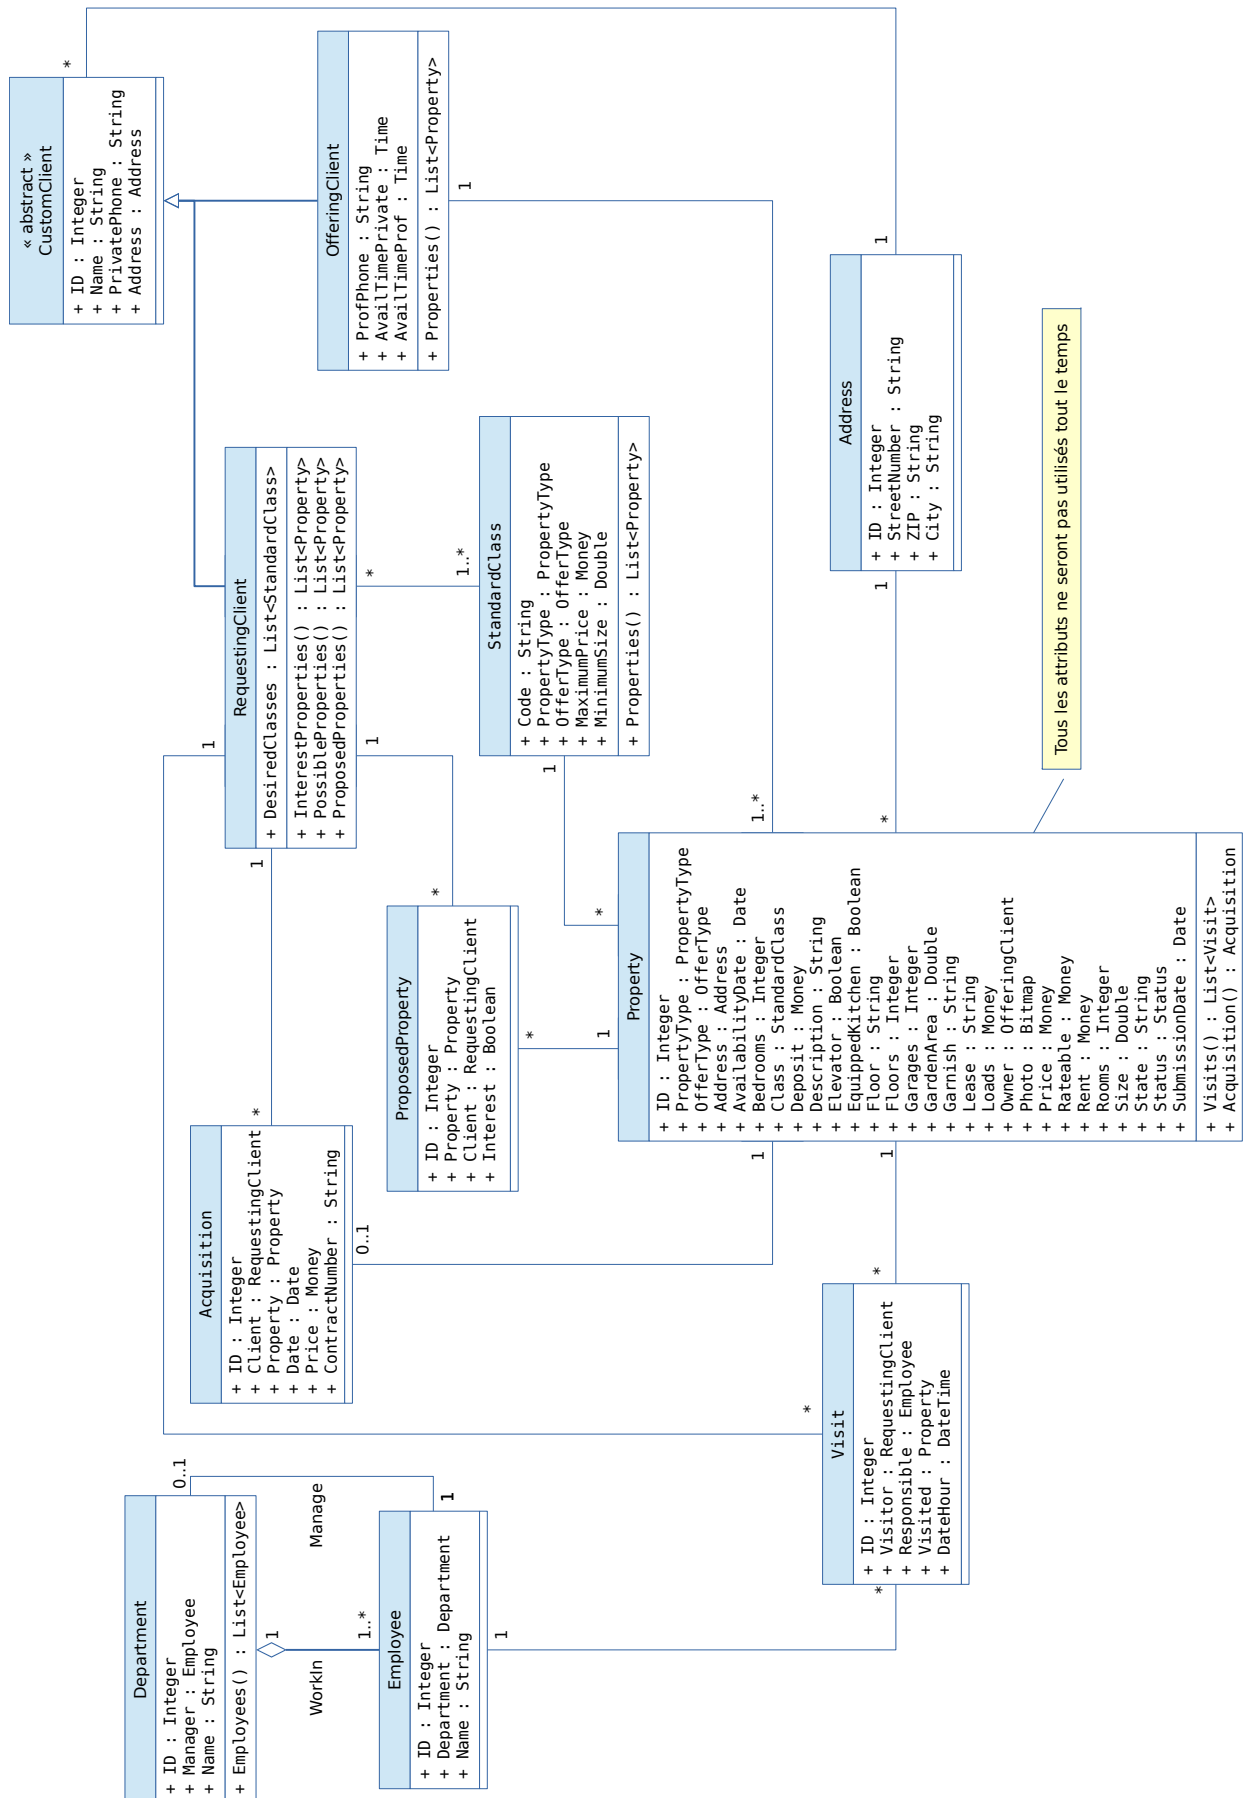 Department
+ ID : Integer
+ Manager : Employee
+ Name : String
+ Employees() : List<Employee>
0..1
1
Manage
WorkIn
1..*
1
Employee
+ ID : Integer
+ Department : Department
+ Name : String
1
Acquisition
+ ID : Integer
+ Client : RequestingClient
+ Property : Property
+ Date : Date
+ Price : Money
+ ContractNumber : String
*
0..1
1
1
RequestingClient
+ DesiredClasses : List<StandardClass>
+ InterestProperties() : List<Property>
+ PossibleProperties() : List<Property>
+ ProposedProperties() : List<Property>
1
*
« abstract »
CustomClient
+ ID : Integer
+ Name : String
+ PrivatePhone : String
+ Address : Address
*
OfferingClient
+ ProfPhone : String
+ AvailTimePrivate : Time
+ AvailTimeProf : Time
+ Properties() : List<Property>
1
ProposedProperty
+ ID : Integer
+ Property : Property
+ Client : RequestingClient
+ Interest : Boolean
*
*
1..*
StandardClass
+ Code : String
+ PropertyType : PropertyType
+ OfferType : OfferType
+ MaximumPrice : Money
+ MinimumSize : Double
+ Properties() : List<Property>
1
*
1
Property
+ ID : Integer
+ PropertyType : PropertyType
+ OfferType : OfferType
+ Address : Address
+ AvailabilityDate : Date
+ Bedrooms : Integer
+ Class : StandardClass
+ Deposit : Money
+ Description : String
+ Elevator : Boolean
+ EquippedKitchen : Boolean
+ Floor : String
+ Floors : Integer
+ Garages : Integer
+ GardenArea : Double
+ Garnish : String
+ Lease : String
+ Loads : Money
+ Owner : OfferingClient
+ Photo : Bitmap
+ Price : Money
+ Rateable : Money
+ Rent : Money
+ Rooms : Integer
+ Size : Double
+ State : String
+ Status : Status
+ SubmissionDate : Date
+ Visits() : List<Visit>
+ Acquisition() : Acquisition
1
1
1..*
*
*
*
*
Visit
+ ID : Integer
+ Visitor : RequestingClient
+ Responsible : Employee
+ Visited : Property
+ DateHour : DateTime
1
1
Address
+ ID : Integer
+ StreetNumber : String
+ ZIP : String
+ City : String
Tous les attributs ne seront pas utilisés tout le temps